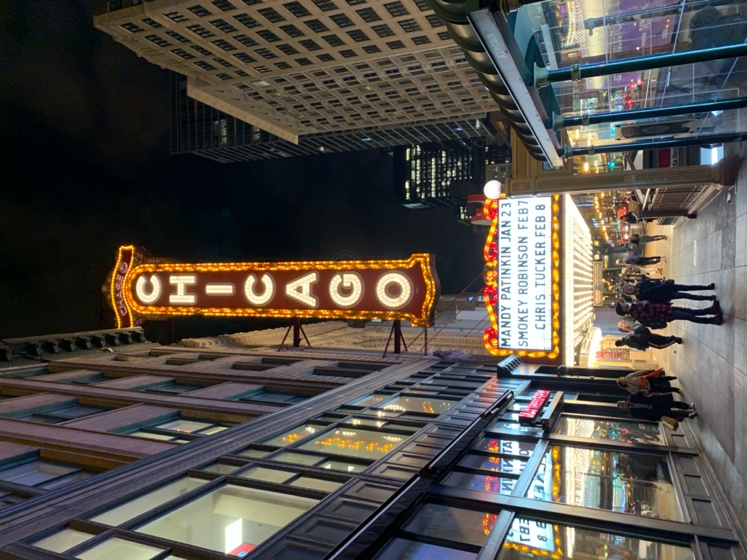 CHICAGO
MANDY PATINKIN JAN 23
SMOKEY ROBINSON FEB 7
CHRIS TUCKER FEB 8